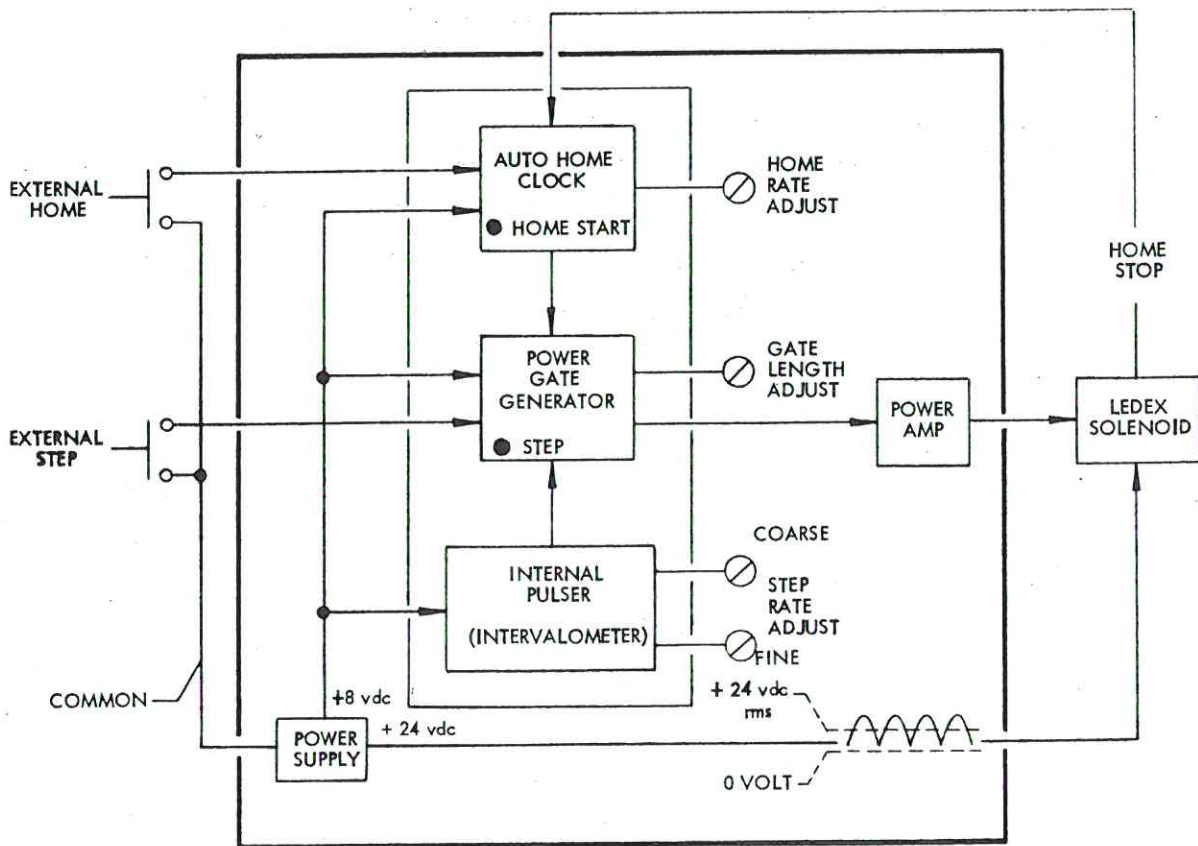 AUTO HOME
CLOCK
HOME START
HOME
RATE
ADJUST
EXTERNAL
HOME
HOME
STOP
POWER
GATE
GENERATOR
STEP
GATE
LENGTH
ADJUST
POWER
AMP
LEDEX
SOLENOID
EXTERNAL
STEP
INTERNAL
PULSER
(INTERVALOMETER)
COARSE
STEP
RATE
ADJUST
FINE
COMMON
+8 vdc
+ 24 vdc
POWER
SUPPLY
+ 24 vdc
rms
0 VOLT